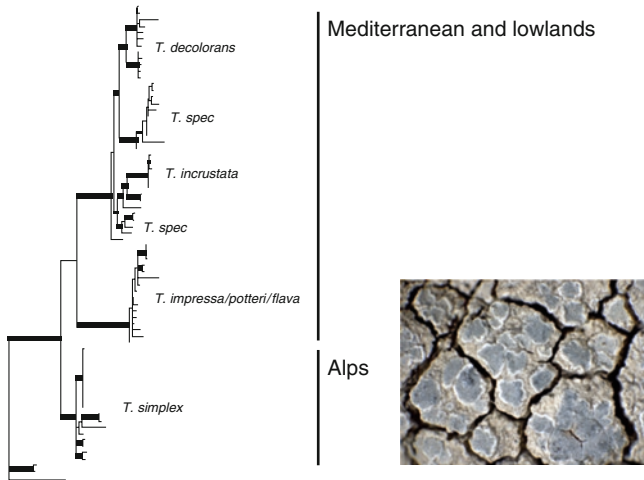 Mediterranean and lowlands
T. decolorans
T. spec
T. incrustata
T. spec
T. impressa/potteri/flava
Alps
T. simplex